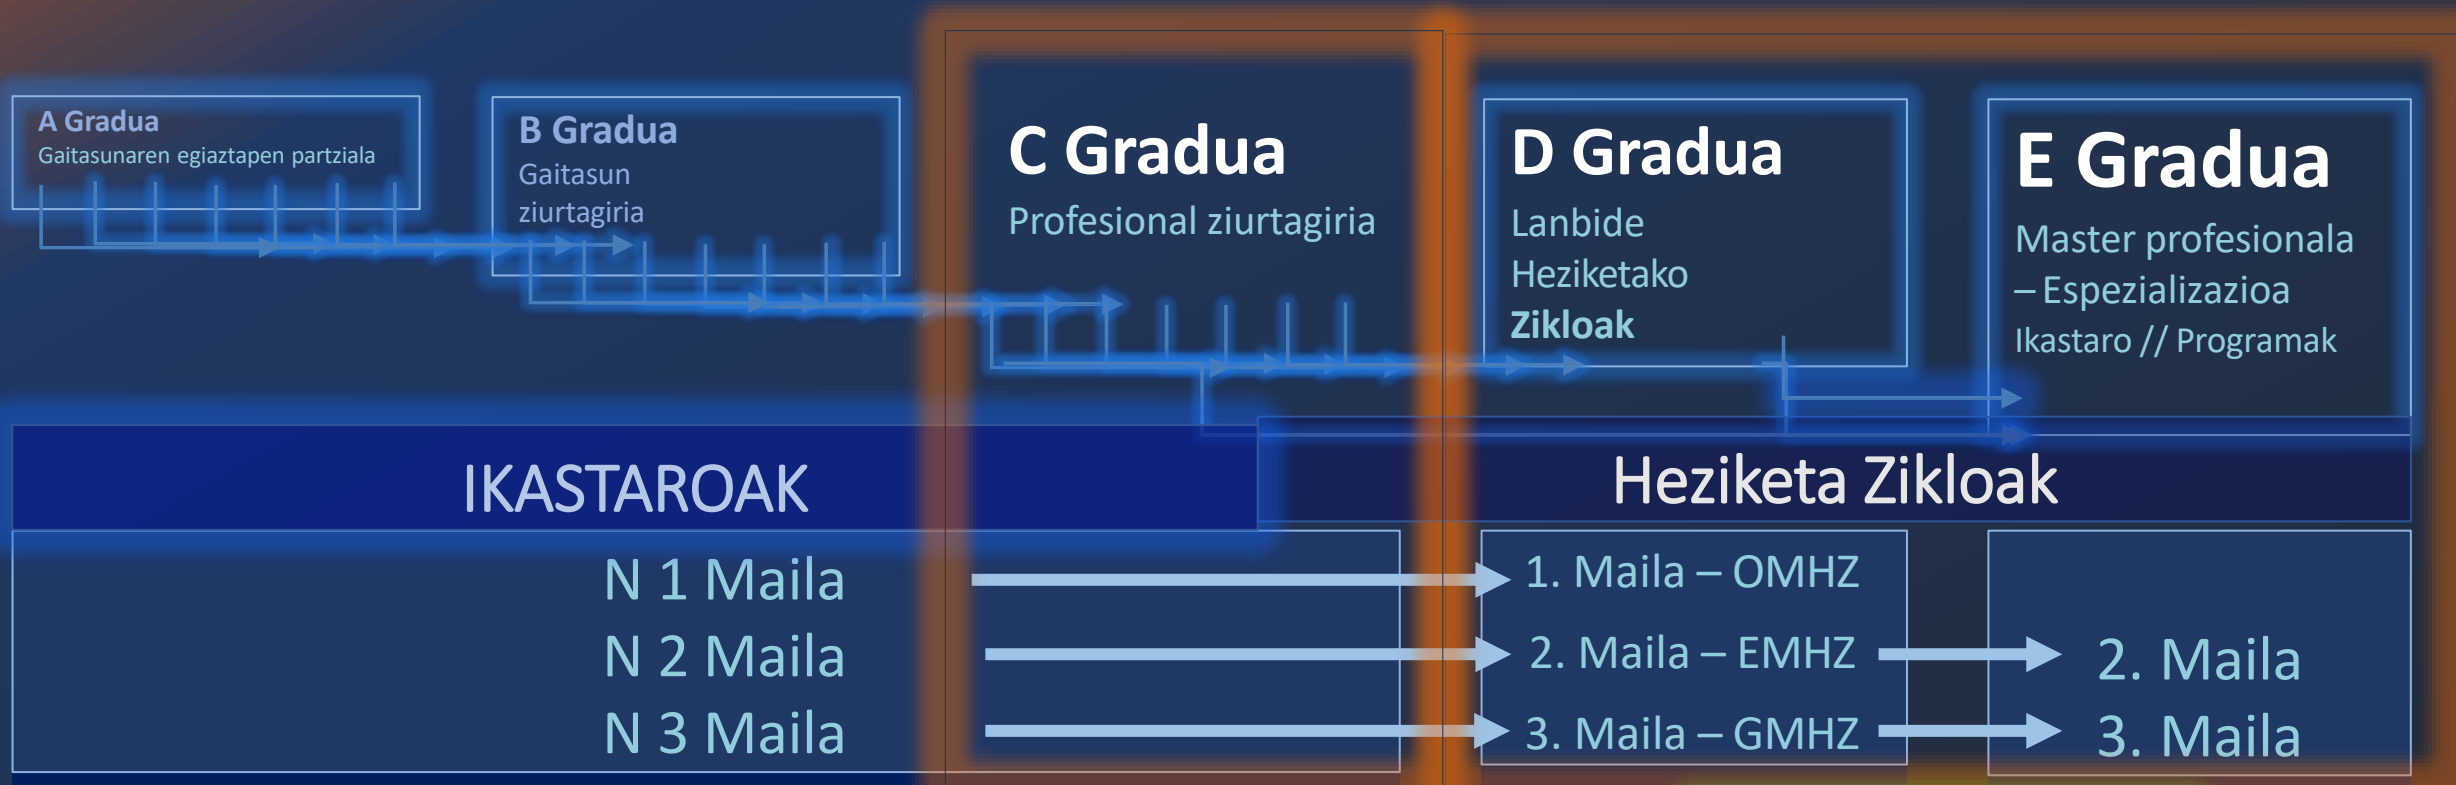 A Gradua
Gaitasunaren egiaztapen partziala
B Gradua
Gaitasun
ziurtagiria
C Gradua
Profesional ziurtagiria
D Gradua
Lanbide
Heziketako
Zikloak
E Gradua
Master profesionala
– Espezializazioa
Ikastaro // Programak
IKASTAROAK
Heziketa Zikloak
N 1 Maila
N 2 Maila
N 3 Maila
1. Maila – OMHZ
2. Maila – EMHZ
3. Maila – GMHZ
2. Maila
3. Maila